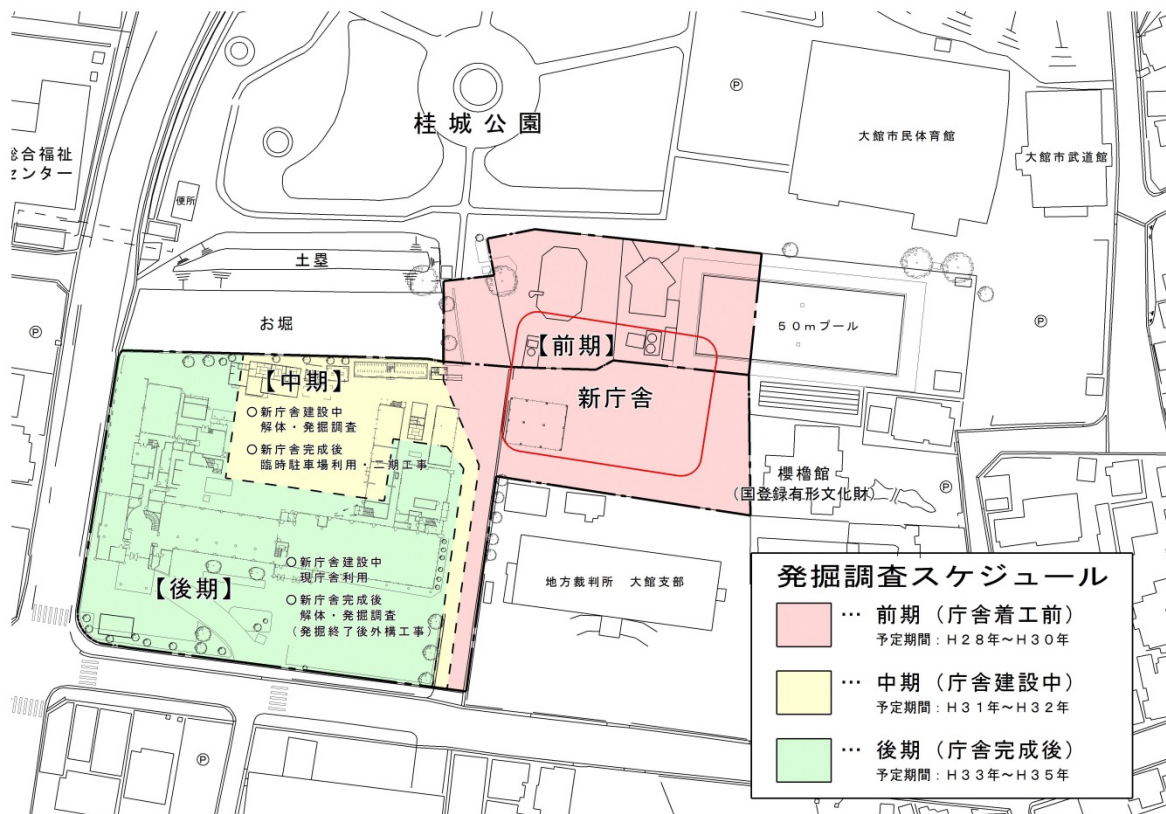 桂城公園
Ⓟ
大館市民体育館
大館市武道館
総合福祉
センター
便所
土塁
お堀
Ⓟ
５０ｍプール
Ⓟ
【前期】
新庁舎
【中期】
○新庁舎建設中
解体・発掘調査
○新庁舎完成後
臨時駐車場利用・二期工事
櫻櫓館
（国登録有形文化財）
Ⓟ
【後期】
○新庁舎建設中
現庁舎利用
○新庁舎完成後
解体・発掘調査
（発掘終了後外構工事）
地方裁判所　大館支部
Ⓟ
発掘調査スケジュール
… 前期（庁舎着工前）
予定期間：Ｈ２８年～Ｈ３０年
… 中期（庁舎建設中）
予定期間：Ｈ３１年～Ｈ３２年
… 後期（庁舎完成後）
予定期間：Ｈ３３年～Ｈ３５年